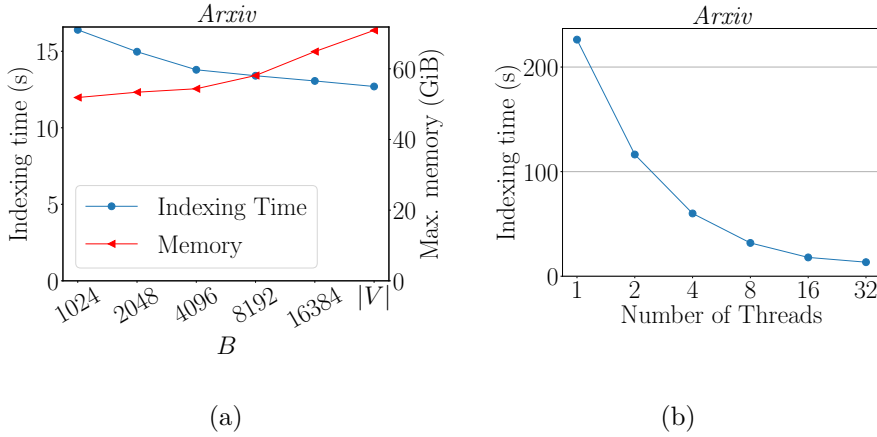 Arxiv
15
10
5
0
Indexing time (s)
60
40
20
0
Max. memory (GiB)
Indexing Time
Memory
1024
2048
4096
8192
16384
|V|
B
(a)
Arxiv
200
100
0
Indexing time (s)
1
2
4
8
16
32
Number of Threads
(b)